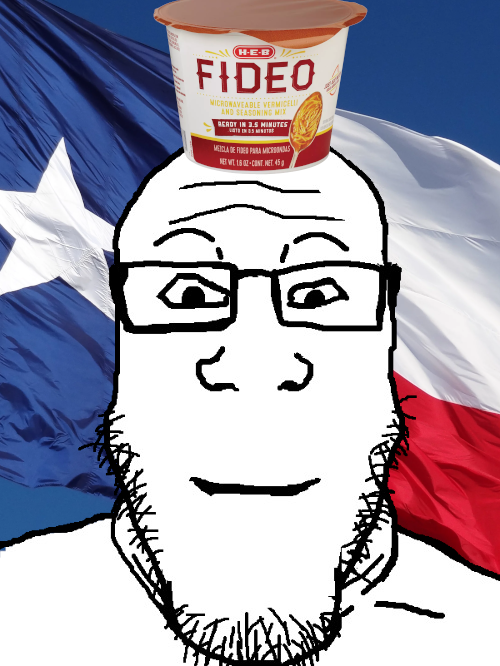 H-E-B
FIDEO
MICROWAVEABLE VERMICELLI
AND SEASONING MIX
READY IN 3.5 MINUTES
LISTO EN 3.5 MINUTOS
MEZCLA DE FIDEO PARA MICROONDAS
NET WT. 1.6 OZ • CONT. NET. 45 g